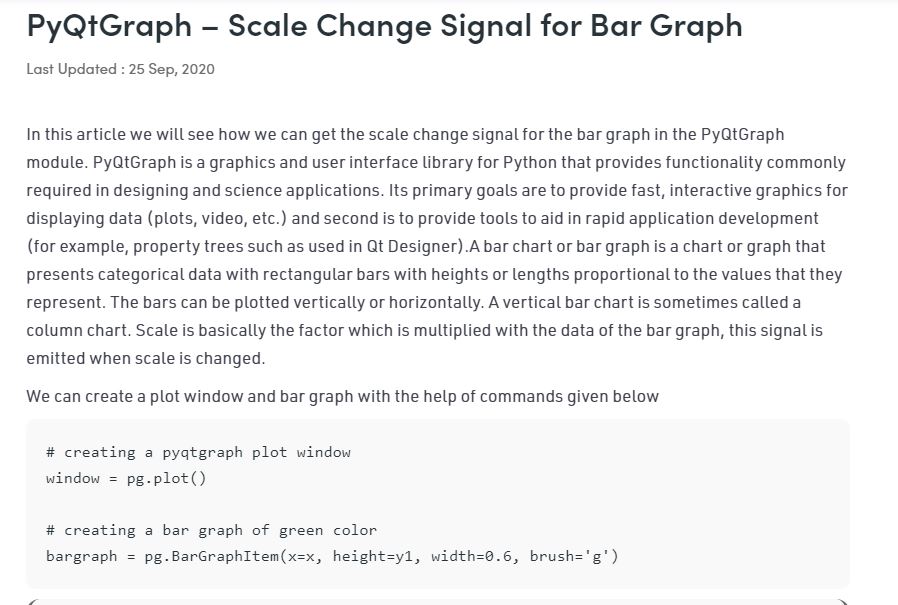 PyQtGraph – Scale Change Signal for Bar Graph
Last Updated : 25 Sep, 2020
In this article we will see how we can get the scale change signal for the bar graph in the PyQtGraph
module. PyQtGraph is a graphics and user interface library for Python that provides functionality commonly
required in designing and science applications. Its primary goals are to provide fast, interactive graphics for
displaying data (plots, video, etc.) and second is to provide tools to aid in rapid application development
(for example, property trees such as used in Qt Designer).A bar chart or bar graph is a chart or graph that
presents categorical data with rectangular bars with heights or lengths proportional to the values that they
represent. The bars can be plotted vertically or horizontally. A vertical bar chart is sometimes called a
column chart. Scale is basically the factor which is multiplied with the data of the bar graph, this signal is
emitted when scale is changed.
We can create a plot window and bar graph with the help of commands given below
# creating a pyqtgraph plot window
window = pg.plot()
# creating a bar graph of green color
bargraph = pg.BarGraphItem(x=x, height=y1, width=0.6, brush='g')